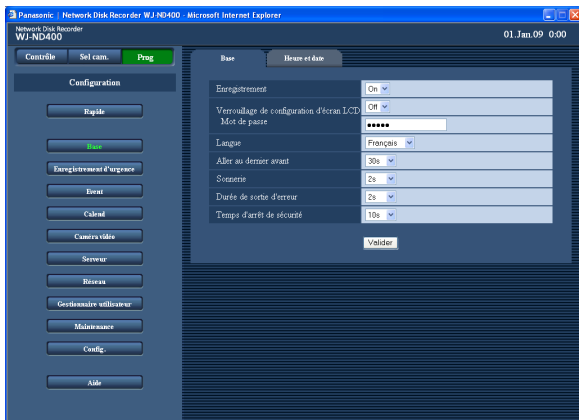 Panasonic | Network Disk Recorder WJ-ND400 - Microsoft Internet Explorer
Network Disk Recorder
WJ-ND400
01.Jan.09 0:00
Contrôle Sel cam. Prog
Configuration
Rapide
Base
Enregistrement d'urgence
Event
Calend
Caméra vidéo
Serveur
Réseau
Gestionnaire utilisateur
Maintenance
Config.
Aide
Base Heure et date
Enregistrement On
Verrouillage de configuration d'écran LCD Off
Mot de passe •••••
Langue Français
Aller au dernier avant 30s
Sonnerie 2s
Durée de sortie d'erreur 2s
Temps d'arrêt de sécurité 10s
Valider